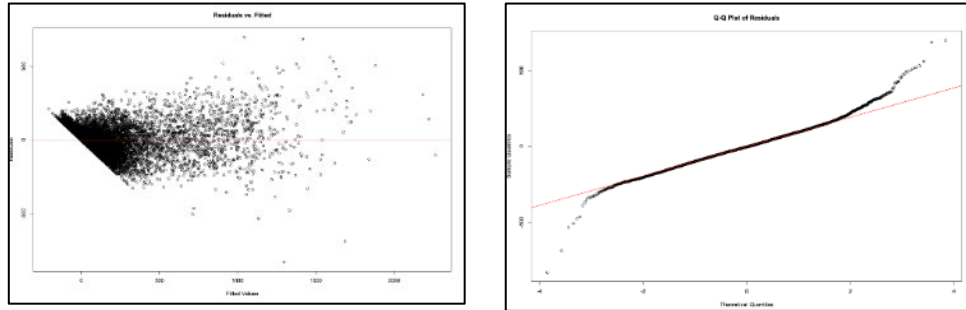 Residuals vs. Fitted
500
0
-500
Residuals
0
500
1000
1500
2000
Fitted Values
Q-Q Plot of Residuals
500
0
-500
Sample Quantiles
-4
-2
0
2
4
Theoretical Quantiles